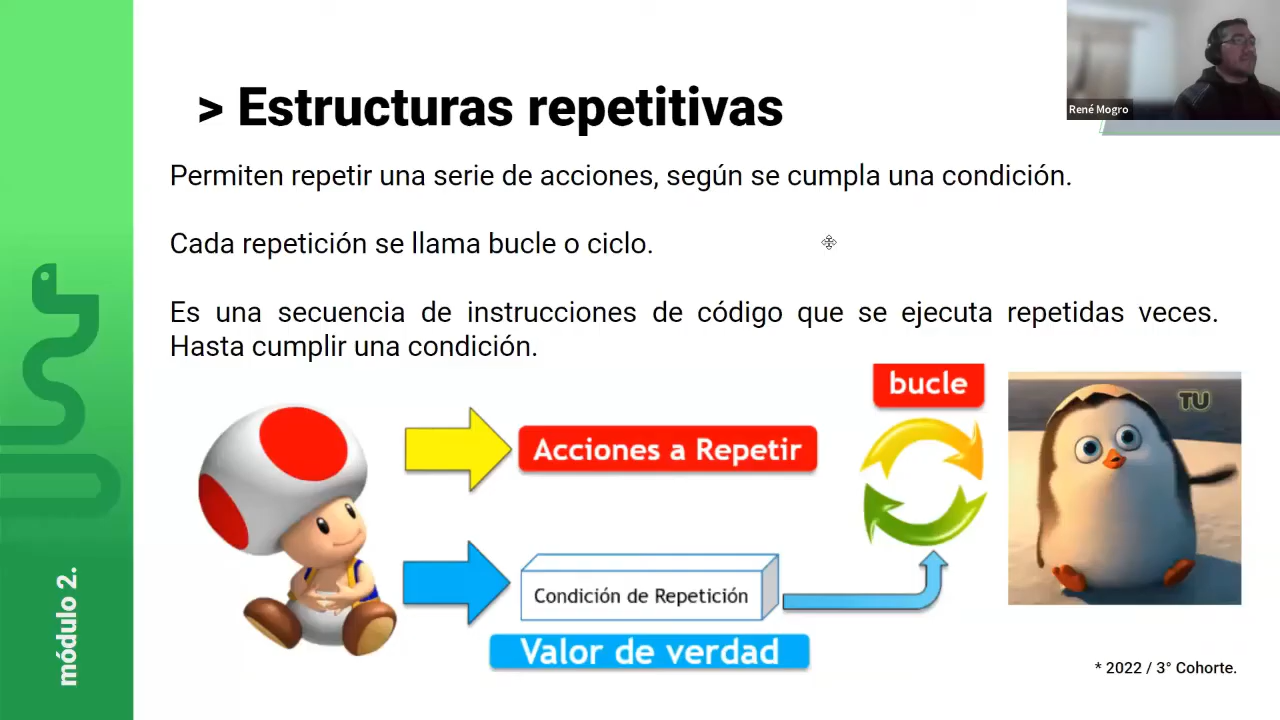 > Estructuras repetitivas
René Mogro
Permiten repetir una serie de acciones, según se cumpla una condición.
Cada repetición se llama bucle o ciclo.
Es una secuencia de instrucciones de código que se ejecuta repetidas veces.
Hasta cumplir una condición.
bucle
TU
Acciones a Repetir
Condición de Repetición
Valor de verdad
módulo 2.
* 2022 / 3° Cohorte.